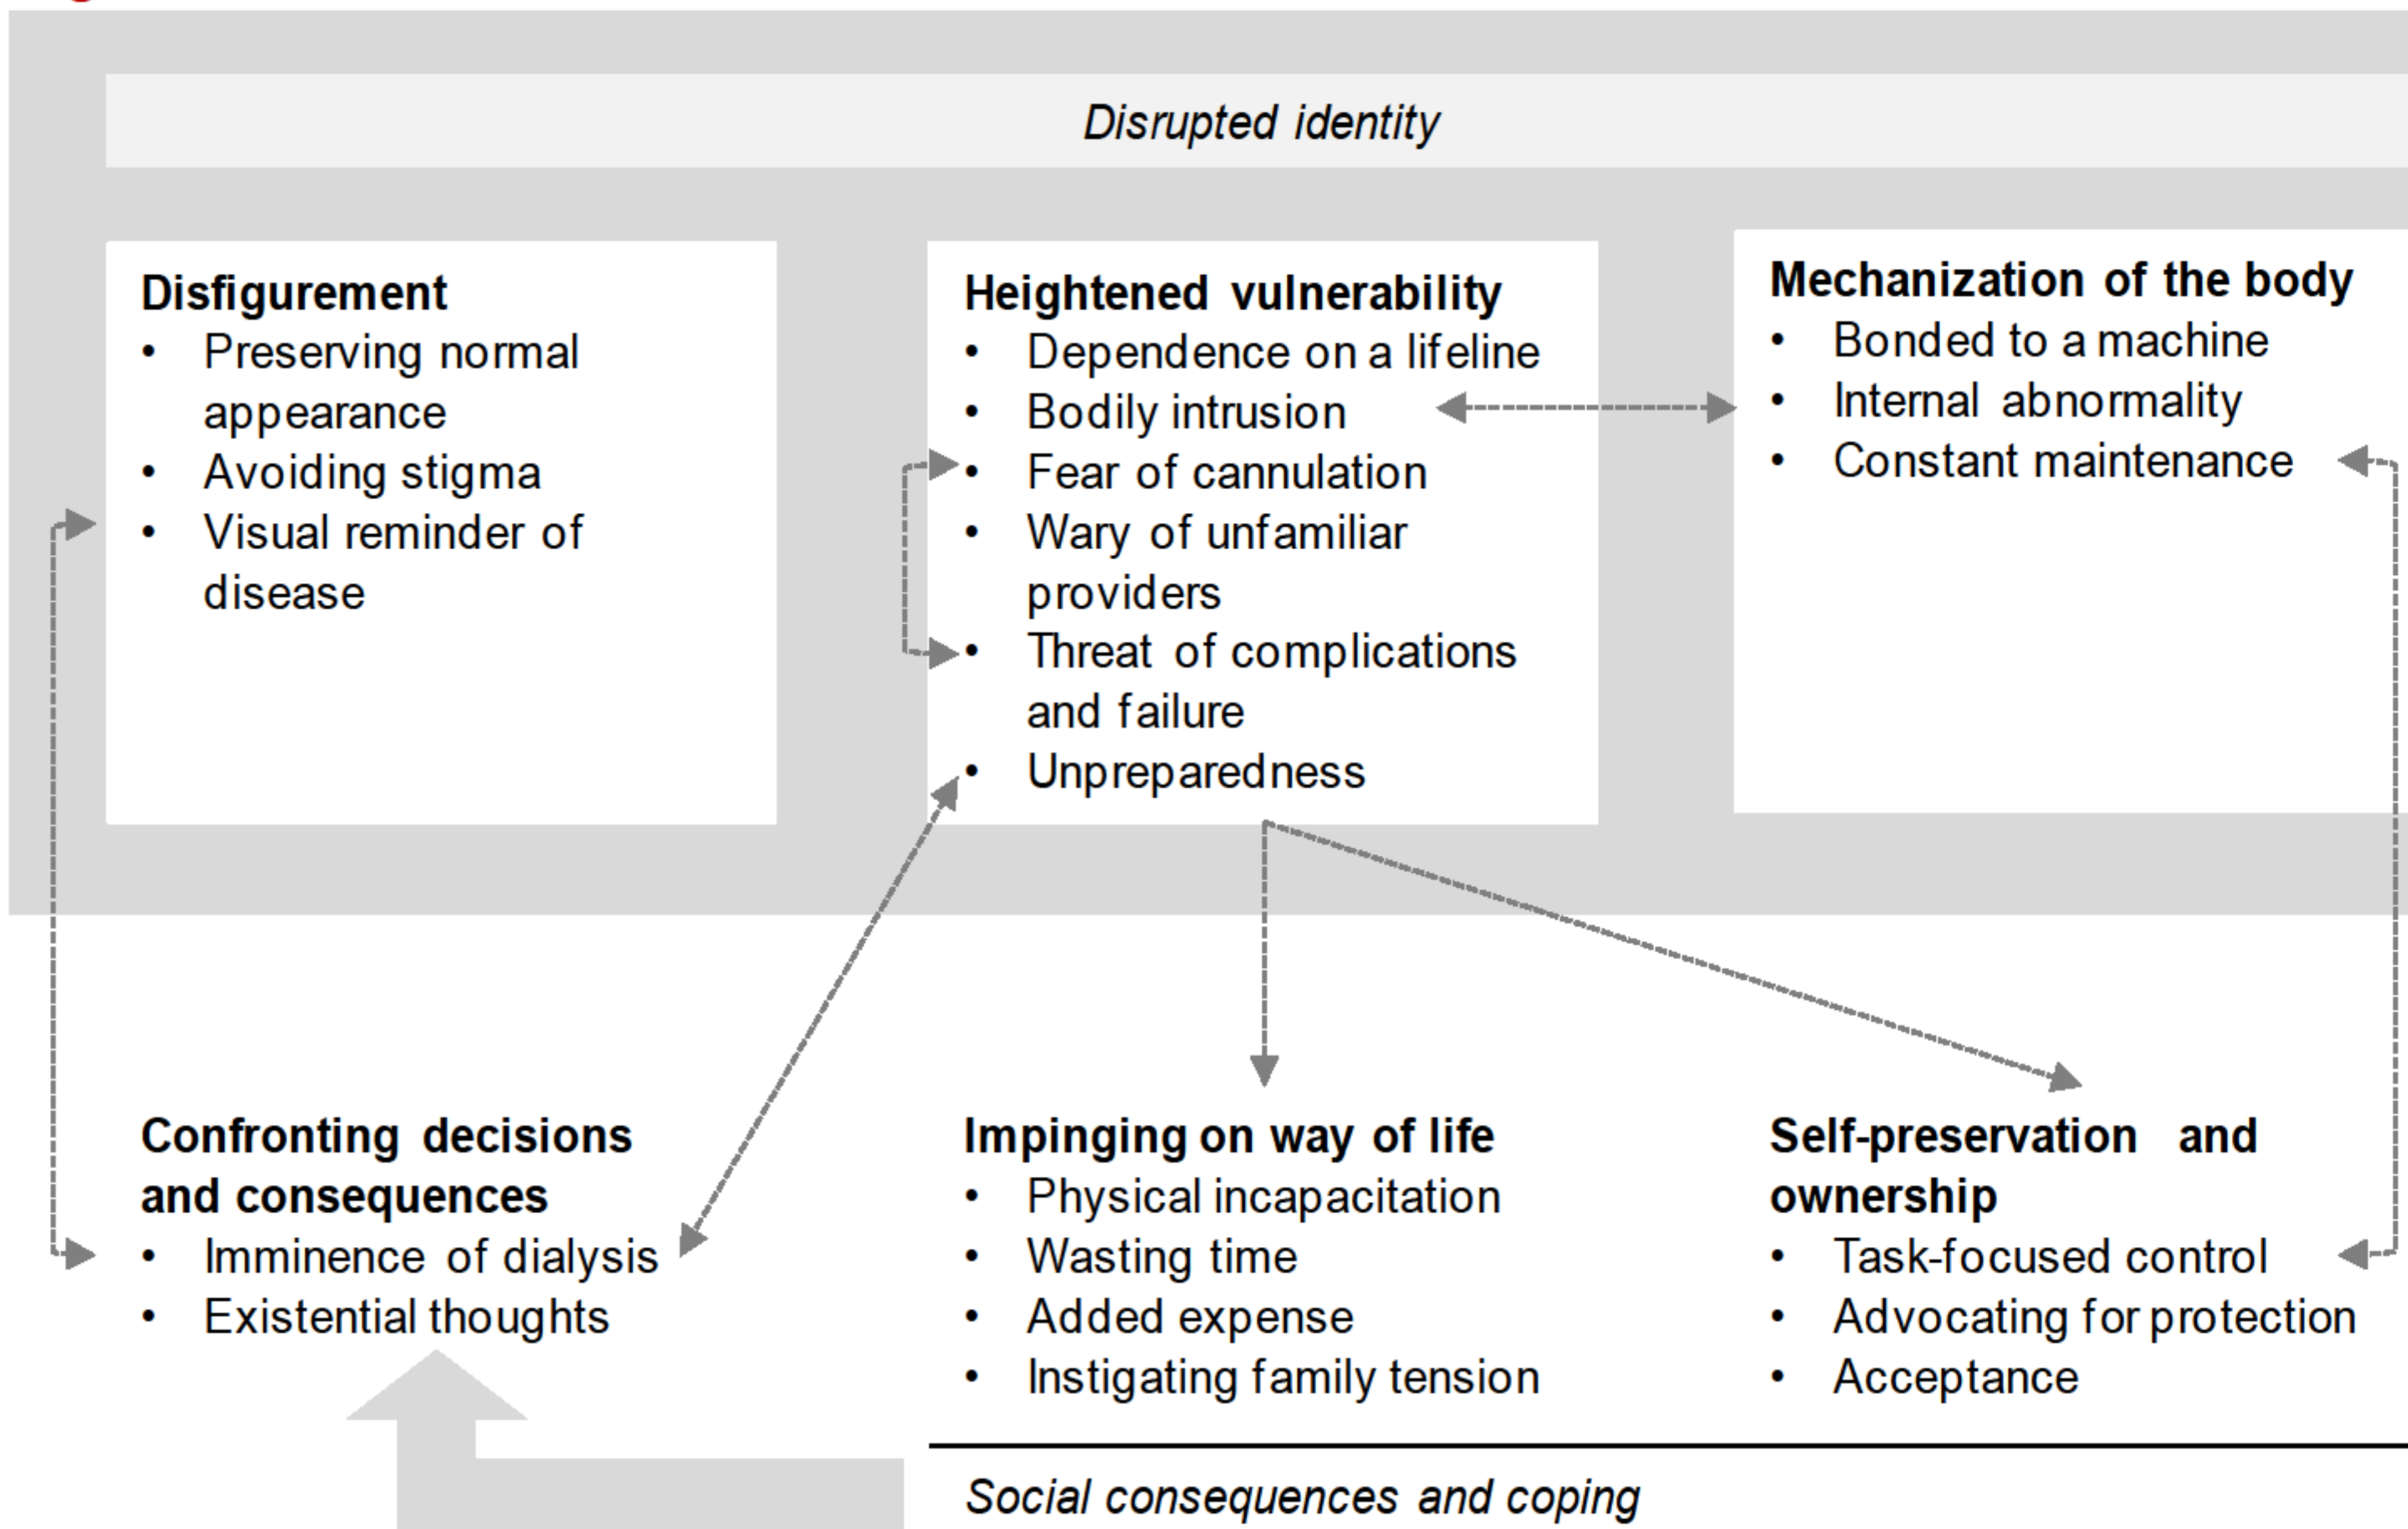 Disrupted identity
Disfigurement
• Preserving normal
appearance
• Avoiding stigma
• Visual reminder of
disease
Heightened vulnerability
• Dependence on a lifeline
• Bodily intrusion
• Fear of cannulation
• Wary of unfamiliar
providers
• Threat of complications
and failure
• Unpreparedness
Mechanization of the body
• Bonded to a machine
• Internal abnormality
• Constant maintenance
Confronting decisions
and consequences
• Imminence of dialysis
• Existential thoughts
Impinging on way of life
• Physical incapacitation
• Wasting time
• Added expense
• Instigating family tension
Self-preservation and
ownership
• Task-focused control
• Advocating for protection
• Acceptance
Social consequences and coping